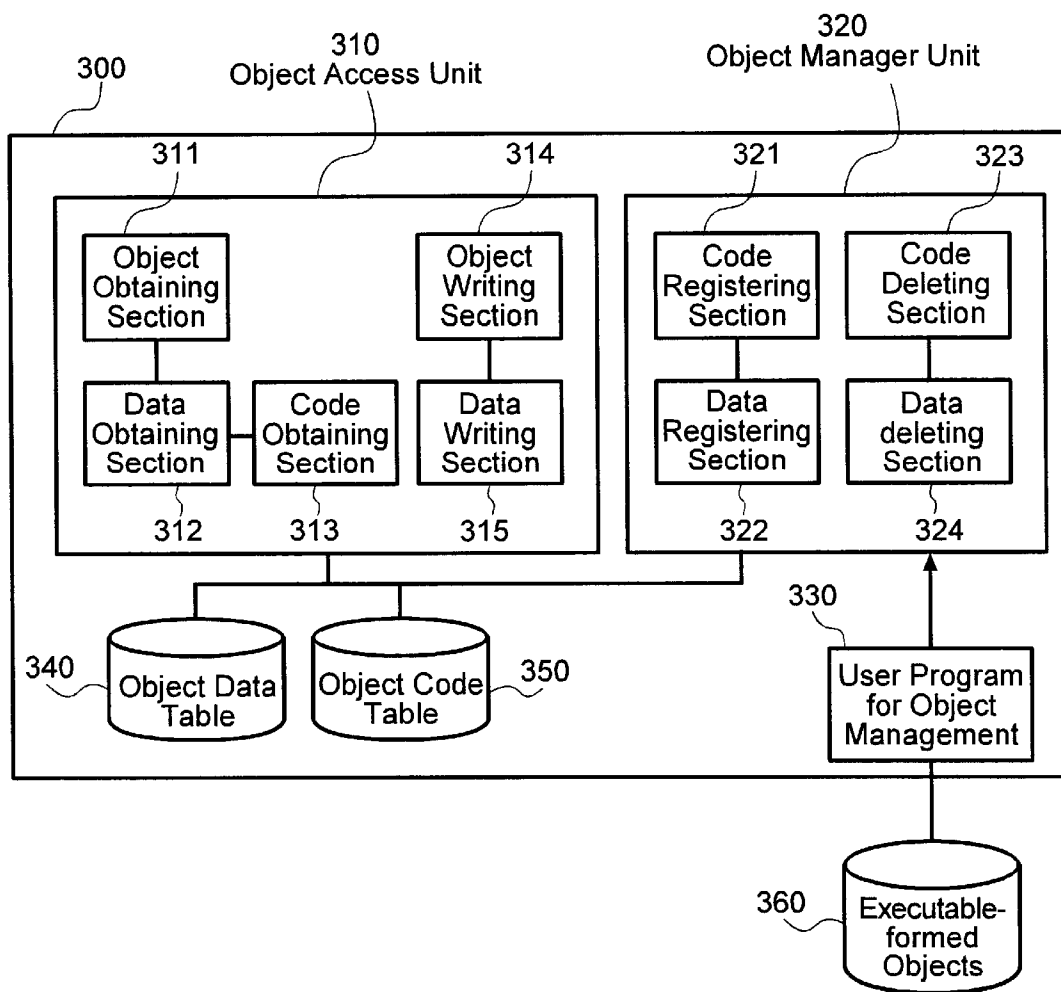 310
Object Access Unit
320
Object Manager Unit
300
311
314
321
323
Object
Obtaining
Section
Object
Writing
Section
Code
Registering
Section
Code
Deleting
Section
Data
Obtaining
Section
Code
Obtaining
Section
Data
Writing
Section
Data
Registering
Section
Data
deleting
Section
312
313
315
322
324
340
Object Data
Table
Object Code
Table
350
330
User Program
for Object
Management
360
Executable-
formed
Objects